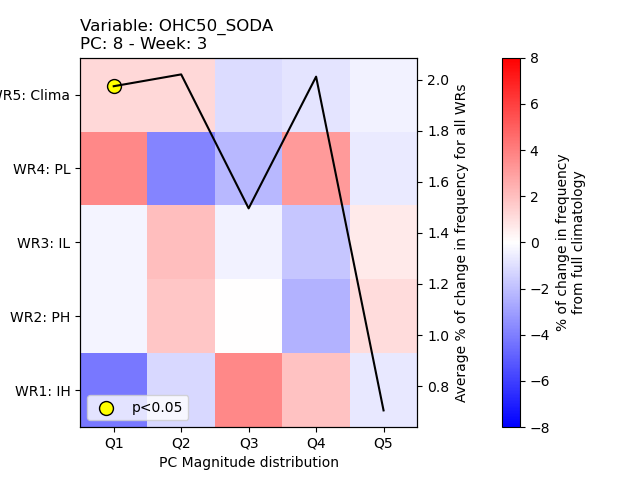 Variable: OHC50_SODA
PC: 8 - Week: 3
WR5: Clima
WR4: PL
WR3: IL
WR2: PH
WR1: IH
p<0.05
Q1 Q2 Q3 Q4 Q5
PC Magnitude distribution
2.0
1.8
1.6
1.4
1.2
1.0
0.8
Average % of change in frequency for all WRs
8
6
4
2
0
−2
−4
−6
−8
% of change in frequency
from full climatology